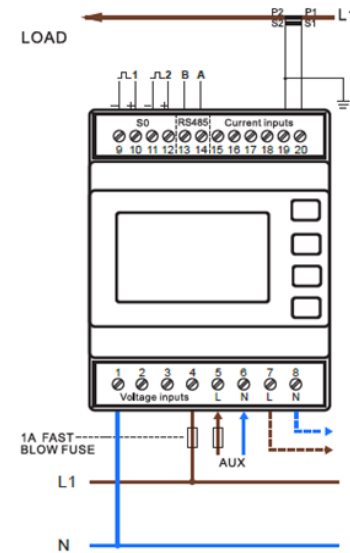 P2 P1 L1
LOAD S2 S1
1 2 B A
S0 RS485 Current inputs
9 10 11 12 13 14 15 16 17 18 19 20
1 2 3 4 5 6 7 8
Voltage inputs L N L N
1A FAST
BLOW FUSE
AUX
L1
N